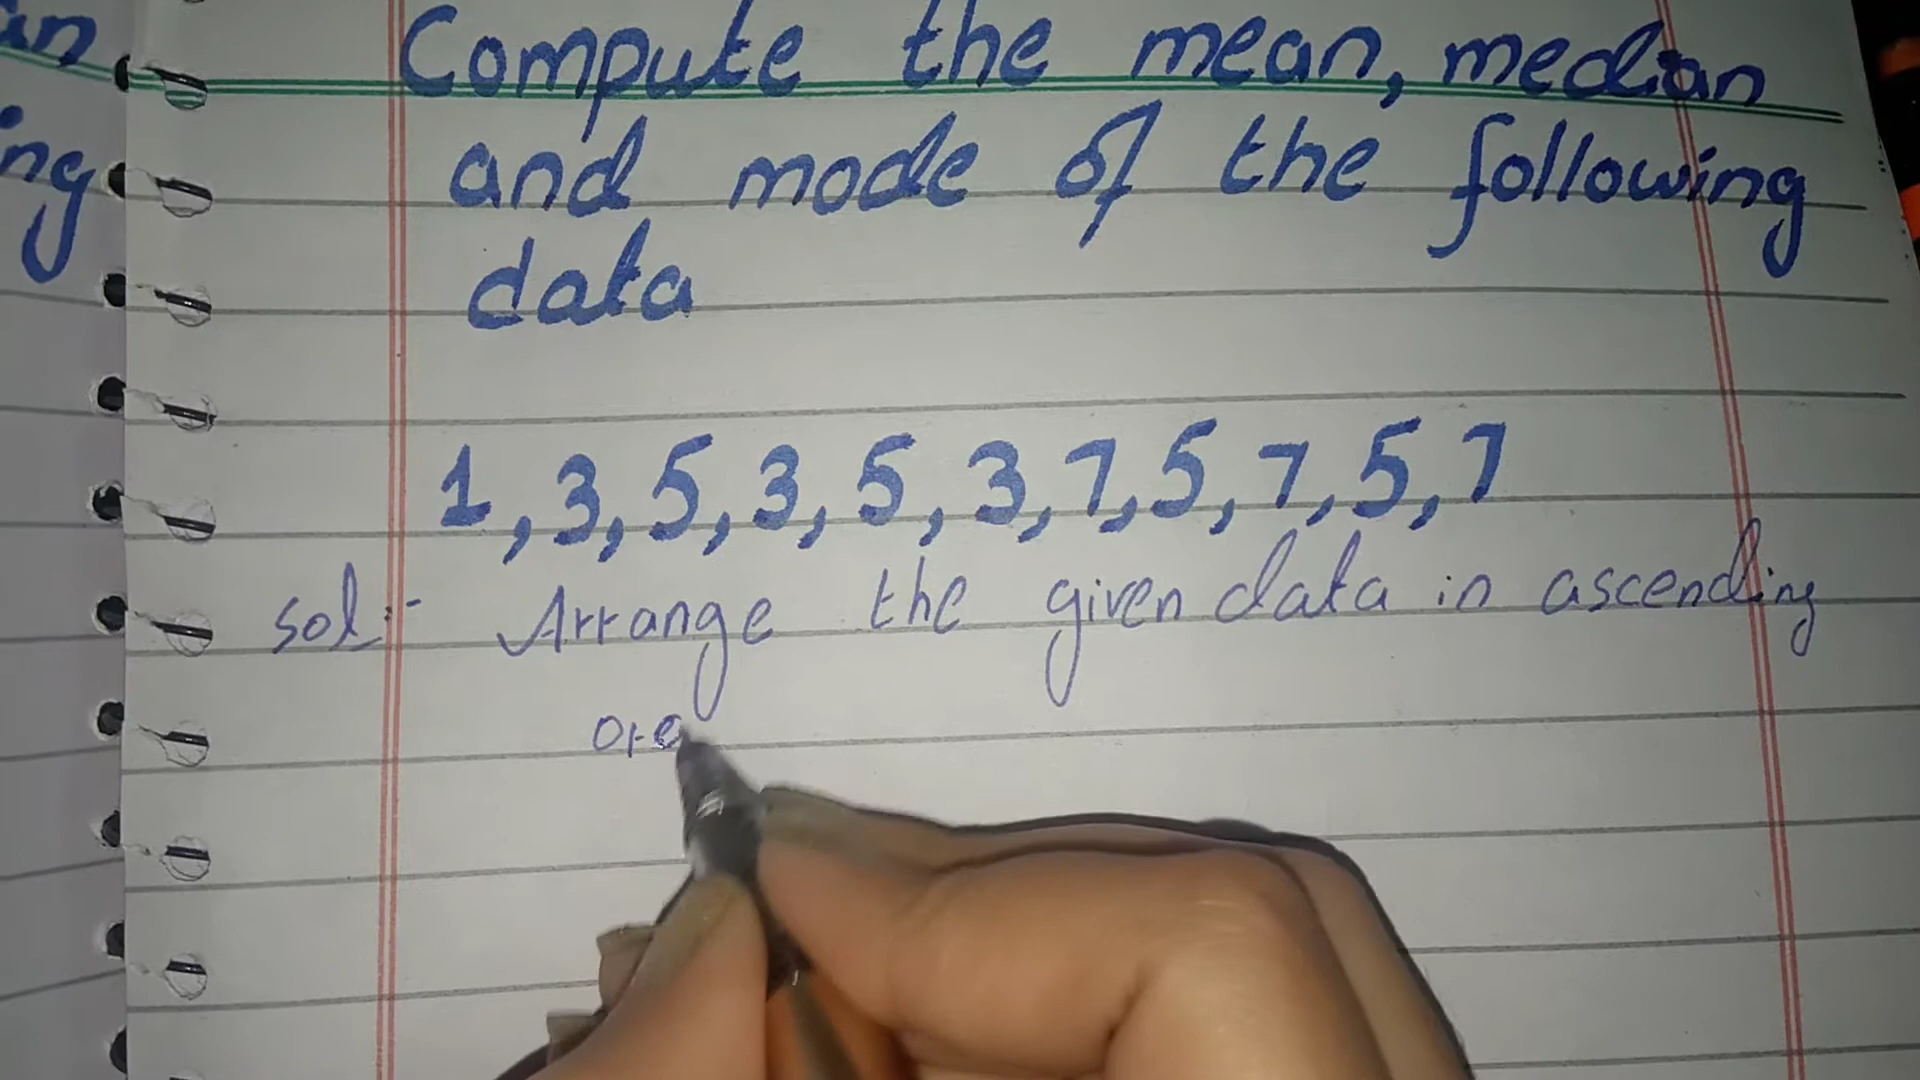 Compute the mean, median
and mode of the following
data
1, 3, 5, 3, 5, 3, 7, 5, 7, 5, 7
sol:- Arrange the given data in ascending